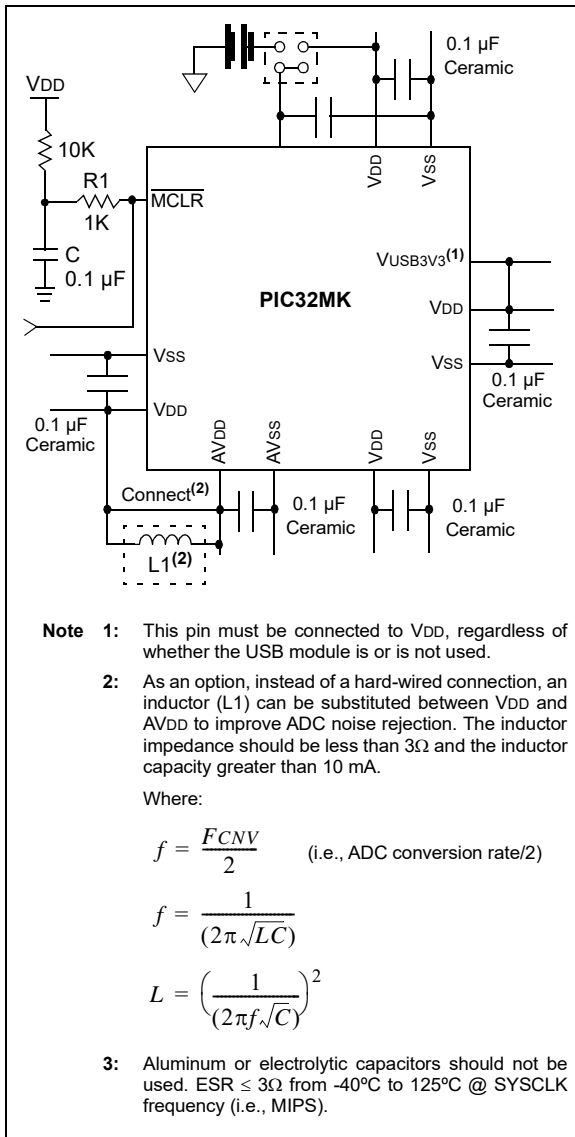 0.1 µF
Ceramic
VDD
10K
R1
1K
MCLR
VDD
VSS
C
0.1 µF
VUSB3V3(1)
PIC32MK
VDD
VSS
VSS
0.1 µF
Ceramic
VDD
0.1 µF
Ceramic
AVDD
AVSS
VDD
VSS
Connect(2)
0.1 µF
Ceramic
0.1 µF
Ceramic
L1(2)
Note 1: This pin must be connected to VDD, regardless of
whether the USB module is or is not used.
2: As an option, instead of a hard-wired connection, an
inductor (L1) can be substituted between VDD and
AVDD to improve ADC noise rejection. The inductor
impedance should be less than 3Ω and the inductor
capacity greater than 10 mA.
Where:
f = FCNV / 2 (i.e., ADC conversion rate/2)
f = 1 / (2π√LC)
L = (1 / (2πf√C))²
3: Aluminum or electrolytic capacitors should not be
used. ESR ≤ 3Ω from -40ºC to 125ºC @ SYSCLK
frequency (i.e., MIPS).